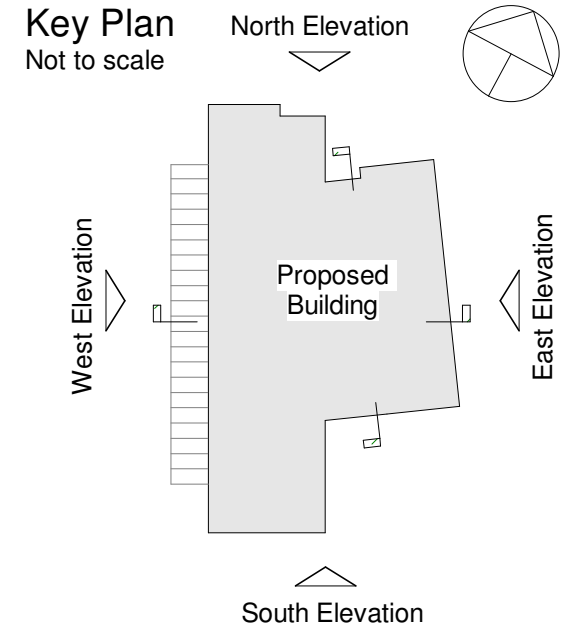 Key Plan
Not to scale
North Elevation
West Elevation
Proposed
Building
East Elevation
South Elevation